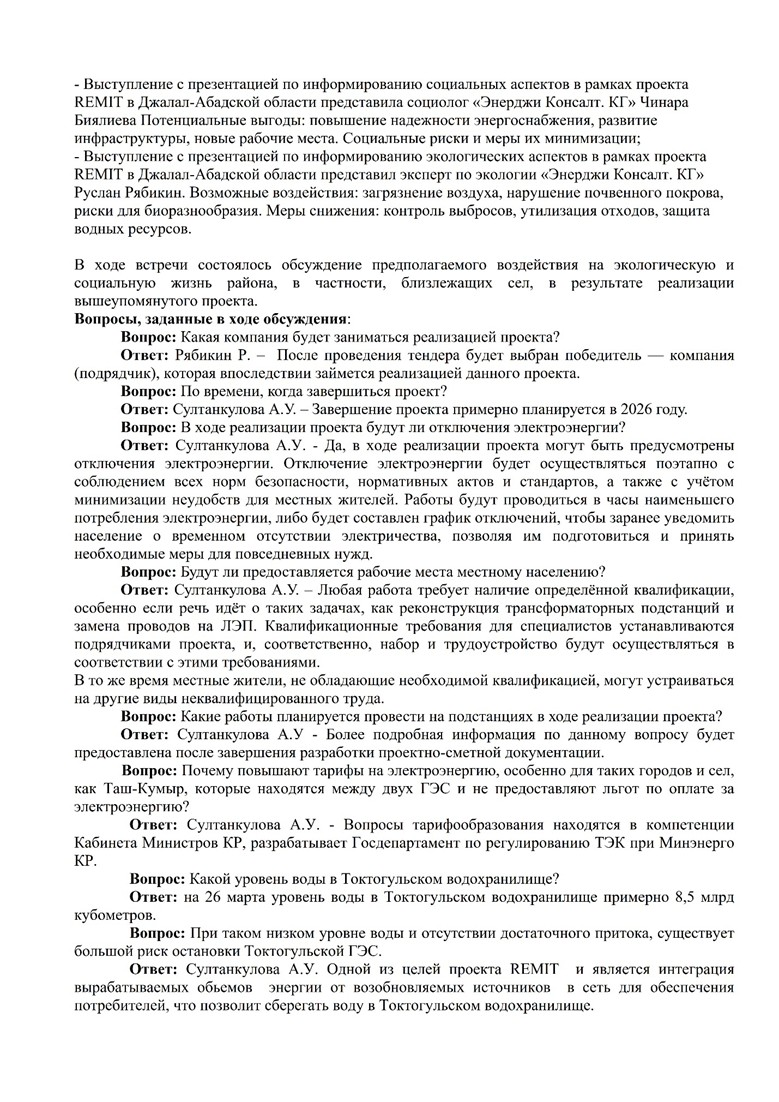 - Выступление с презентацией по информированию социальных аспектов в рамках проекта
REMIT в Джалал-Абадской области представила социолог «Энерджи Консалт. КГ» Чинара
Биялиева Потенциальные выгоды: повышение надежности энергоснабжения, развитие
инфраструктуры, новые рабочие места. Социальные риски и меры их минимизации;
- Выступление с презентацией по информированию экологических аспектов в рамках проекта
REMIT в Джалал-Абадской области представил эксперт по экологии «Энерджи Консалт. КГ»
Руслан Рябикин. Возможные воздействия: загрязнение воздуха, нарушение почвенного покрова,
риски для биоразнообразия. Меры снижения: контроль выбросов, утилизация отходов, защита
водных ресурсов.
В ходе встречи состоялось обсуждение предполагаемого воздействия на экологическую и
социальную жизнь района, в частности, близлежащих сел, в результате реализации
вышеупомянутого проекта.
Вопросы, заданные в ходе обсуждения:
Вопрос: Какая компания будет заниматься реализацией проекта?
Ответ: Рябикин Р. – После проведения тендера будет выбран победитель — компания
(подрядчик), которая впоследствии займется реализацией данного проекта.
Вопрос: По времени, когда завершиться проект?
Ответ: Султанкулова А.У. – Завершение проекта примерно планируется в 2026 году.
Вопрос: В ходе реализации проекта будут ли отключения электроэнергии?
Ответ: Султанкулова А.У. - Да, в ходе реализации проекта могут быть предусмотрены
отключения электроэнергии. Отключение электроэнергии будет осуществляться поэтапно с
соблюдением всех норм безопасности, нормативных актов и стандартов, а также с учётом
минимизации неудобств для местных жителей. Работы будут проводиться в часы наименьшего
потребления электроэнергии, либо будет составлен график отключений, чтобы заранее уведомить
население о временном отсутствии электричества, позволяя им подготовиться и принять
необходимые меры для повседневных нужд.
Вопрос: Будут ли предоставляется рабочие места местному населению?
Ответ: Султанкулова А.У. – Любая работа требует наличие определённой квалификации,
особенно если речь идёт о таких задачах, как реконструкция трансформаторных подстанций и
замена проводов на ЛЭП. Квалификационные требования для специалистов устанавливаются
подрядчиками проекта, и, соответственно, набор и трудоустройство будут осуществляться в
соответствии с этими требованиями.
В то же время местные жители, не обладающие необходимой квалификацией, могут устраиваться
на другие виды неквалифицированного труда.
Вопрос: Какие работы планируется провести на подстанциях в ходе реализации проекта?
Ответ: Султанкулова А.У - Более подробная информация по данному вопросу будет
предоставлена после завершения разработки проектно-сметной документации.
Вопрос: Почему повышают тарифы на электроэнергию, особенно для таких городов и сел,
как Таш-Кумыр, которые находятся между двух ГЭС и не предоставляют льгот по оплате за
электроэнергию?
Ответ: Султанкулова А.У. - Вопросы тарифообразования находятся в компетенции
Кабинета Министров КР, разрабатывает Госдепартамент по регулированию ТЭК при Минэнерго
КР.
Вопрос: Какой уровень воды в Токтогульском водохранилище?
Ответ: на 26 марта уровень воды в Токтогульском водохранилище примерно 8,5 млрд
кубометров.
Вопрос: При таком низком уровне воды и отсутствии достаточного притока, существует
большой риск остановки Токтогульской ГЭС.
Ответ: Султанкулова А.У. Одной из целей проекта REMIT и является интеграция
вырабатываемых обьемов энергии от возобновляемых источников в сеть для обеспечения
потребителей, что позволит сберегать воду в Токтогульском водохранилище.